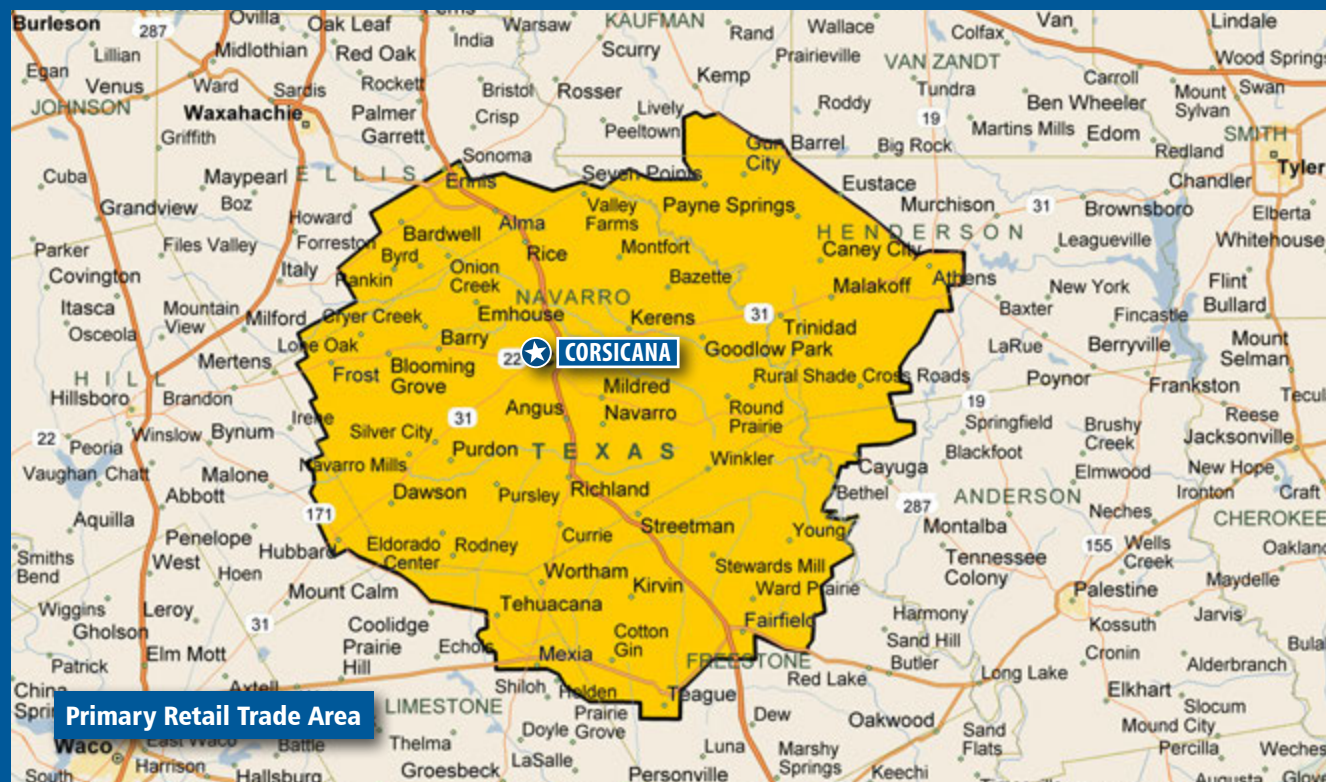 Burleson
287
Ovilla
Oak Leaf
Warsaw
KAUFMAN
Rand
Wallace
Colfax
Van
Lindale
Lillian
Midlothian
Red Oak
India
Scurry
Prairieville
VAN ZANDT
Wood Springs
Egan
Venus
Ward
Sardis
Rockett
Bristol
Rosser
Kemp
Tundra
Carroll
Mount
Sylvan
Swan
JOHNSON
Waxahachie
Palmer
Crisp
Lively
Roddy
19
Ben Wheeler
Griffith
Garrett
Peeltown
Gun Barrel
City
Big Rock
Martins Mills
Edom
SMITH
Redland
Cuba
Maypearl
ELLIS
Sonoma
Ennis
Seven Points
Eustace
Chandler
Tyler
Grandview
Boz
Howard
Alma
Valley
Farms
Payne Springs
Murchison
31
Brownsboro
Elberta
Parker
Files Valley
Forreston
Bardwell
Rice
Montfort
HENDERSON
Leagueville
Whitehouse
Covington
Italy
Byrd
Onion
Creek
Bazette
Caney City
Rankin
Malakoff
Athens
New York
Flint
Itasca
Mountain
View
Milford
NAVARRO
Emhouse
Kerens
31
Trinidad
Baxter
Fincastle
Bullard
Osceola
Cryer Creek
Barry
22
CORSICANA
Goodlow Park
LaRue
Berryville
Mount
Selman
Mertens
Lone Oak
Frost
Blooming
Grove
Mildred
Rural Shade
Cross Roads
Poynor
Frankston
HILL
Hillsboro
Brandon
Irene
31
Angus
Navarro
Round
Prairie
19
Springfield
Brushy
Creek
Reese
22
Peoria
Winslow
Bynum
Silver City
Purdon
TEXAS
Winkler
Blackfoot
Jacksonville
Vaughan
Chatt
Malone
Navarro Mills
Cayuga
Elmwood
New Hope
Abbott
Dawson
Pursley
Richland
Bethel
287
ANDERSON
Ironton
Craft
Aquilla
171
Streetman
Young
Montalba
Neches
CHEROKEE
Penelope
Hubbard
Eldorado
Center
Rodney
Currie
155
Wells
Creek
Oakland
Smiths
Bend
West
Hoen
Wortham
Stewards Mill
Tennessee
Colony
Maydelle
Mount Calm
Kirvin
Ward Prairie
Palestine
Wiggins
Leroy
31
Tehuacana
Fairfield
Harmony
Kossuth
Jarvis
Gholson
Coolidge
Cotton
Gin
Sand Hill
Patrick
Elm Mott
Prairie
Hill
Echols
Mexia
FREESTONE
Butler
Cronin
Alderbranch
China
Axtell
Shiloh
Holden
Teague
Red Lake
Long Lake
Elkhart
Primary Retail Trade Area
LIMESTONE
Prairie
Grove
Dew
Oakwood
Slocum
Mound City
Waco
East Waco
Battle
Thelma
Doyle
Luna
Marshy
Springs
Sand
Flats
Percilla
Weches
South
Harrison
Hallsburg
Groesbeck
LaSalle
Personville
Keechi
Augusta